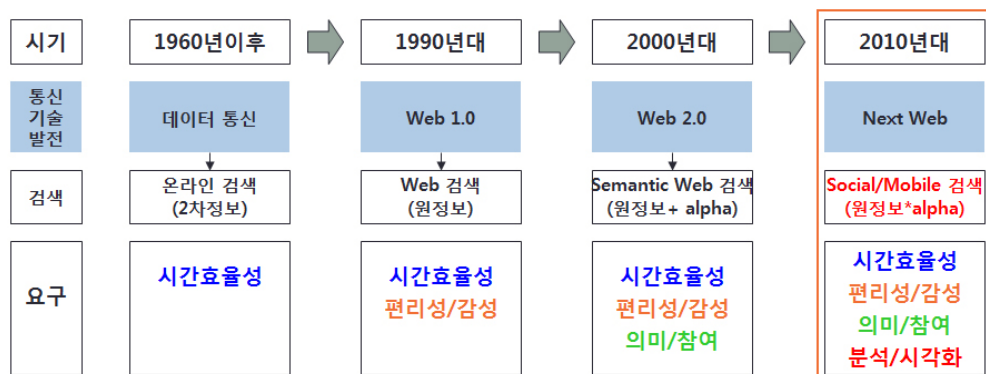 시기
1960년이후
1990년대
2000년대
2010년대
통신
기술
발전
데이터 통신
Web 1.0
Web 2.0
Next Web
검색
온라인 검색
(2차정보)
Web 검색
(원정보)
Semantic Web 검색
(원정보+ alpha)
Social/Mobile 검색
(원정보*alpha)
요구
시간효율성
시간효율성
편리성/감성
시간효율성
편리성/감성
의미/참여
시간효율성
편리성/감성
의미/참여
분석/시각화